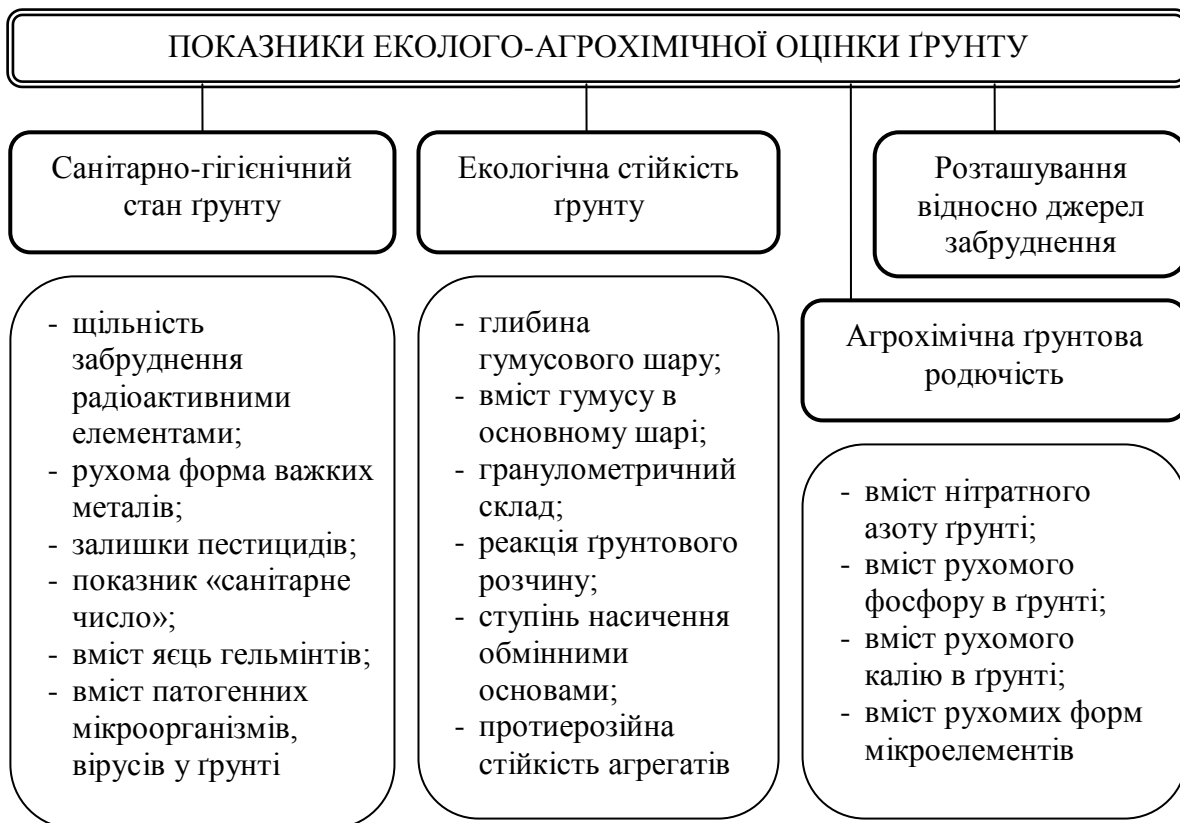 ПОКАЗНИКИ ЕКОЛОГО-АГРОХІМІЧНОЇ ОЦІНКИ ҐРУНТУ
Санітарно-гігієнічний
стан ґрунту
- щільність
забруднення
радіоактивними
елементами;
- рухома форма важких
металів;
- залишки пестицидів;
- показник «санітарне
число»;
- вміст яєць гельмінтів;
- вміст патогенних
мікроорганізмів,
вірусів у ґрунті
Екологічна стійкість
ґрунту
- глибина
гумусового шару;
- вміст гумусу в
основному шарі;
- гранулометричний
склад;
- реакція ґрунтового
розчину;
- ступінь насичення
обмінними
основами;
- протиерозійна
стійкість агрегатів
Розташування
відносно джерел
забруднення
Агрохімічна ґрунтова
родючість
- вміст нітратного
азоту ґрунті;
- вміст рухомого
фосфору в ґрунті;
- вміст рухомого
калію в ґрунті;
- вміст рухомих форм
мікроелементів